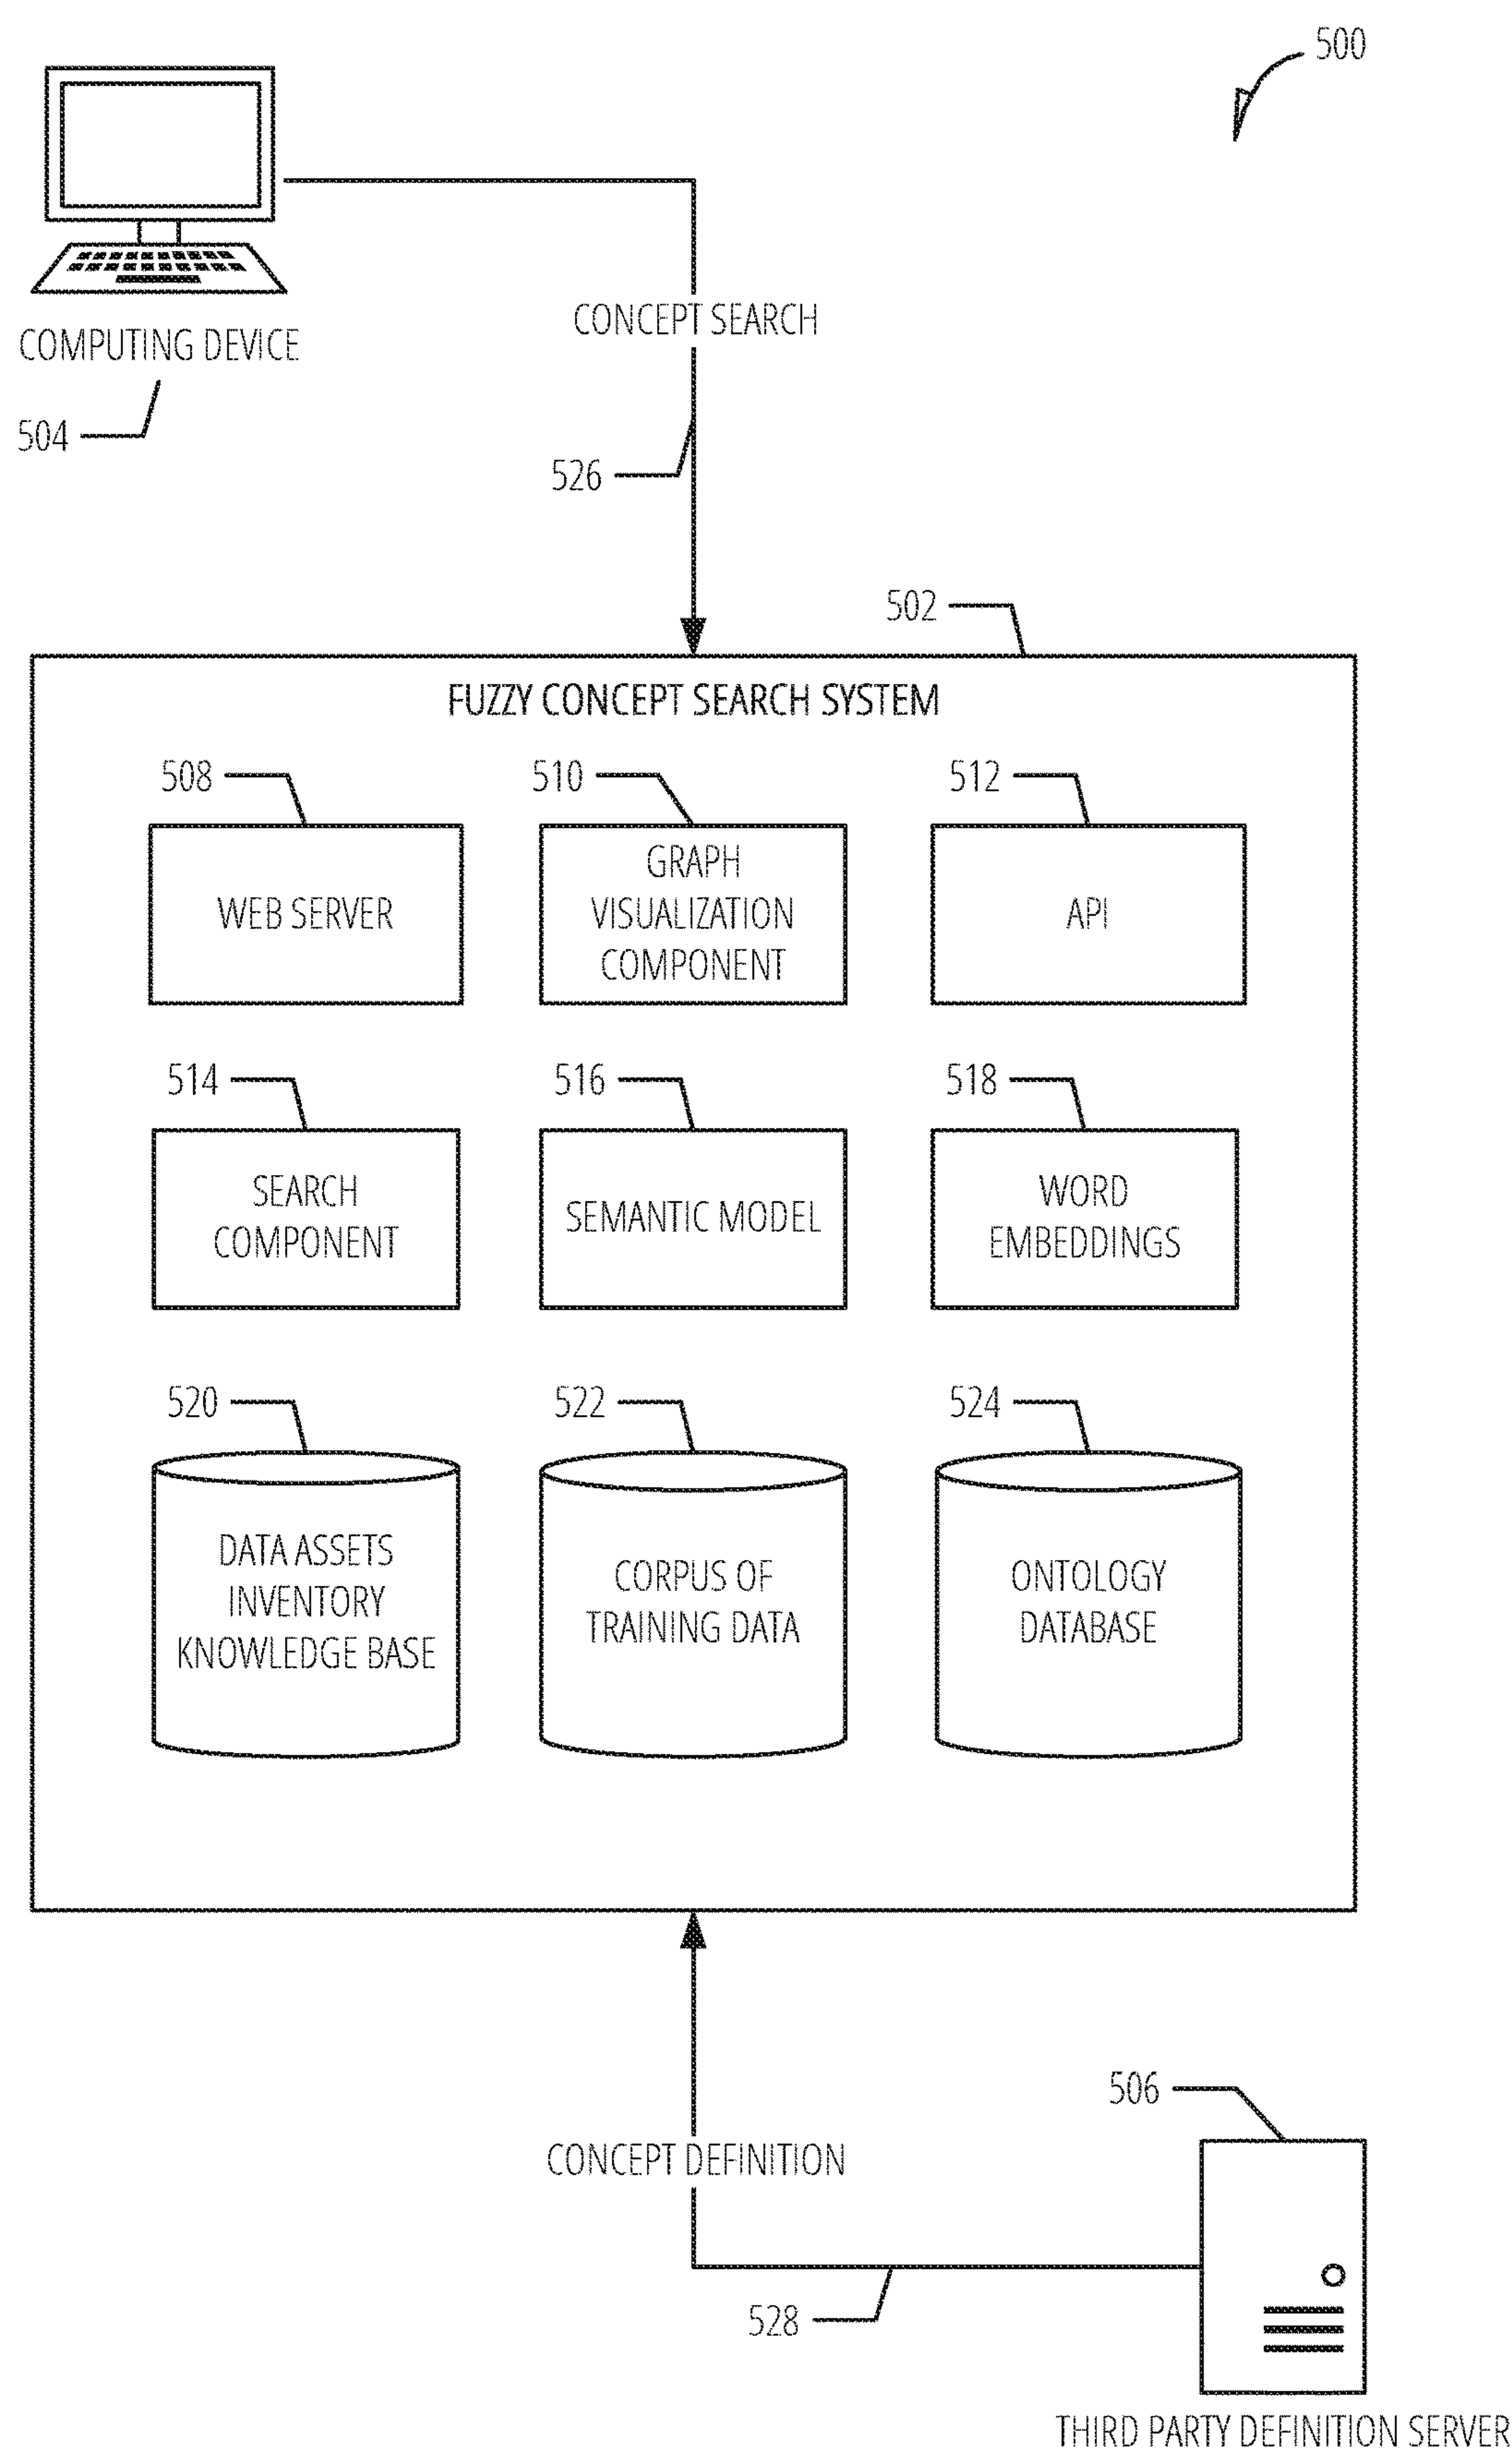 500
COMPUTING DEVICE
504
CONCEPT SEARCH
526
502
FUZZY CONCEPT SEARCH SYSTEM
508
510
512
WEB SERVER
GRAPH
VISUALIZATION
COMPONENT
API
514
516
518
SEARCH
COMPONENT
SEMANTIC MODEL
WORD
EMBEDDINGS
520
522
524
DATA ASSETS
INVENTORY
KNOWLEDGE BASE
CORPUS OF
TRAINING DATA
ONTOLOGY
DATABASE
506
CONCEPT DEFINITION
528
THIRD PARTY DEFINITION SERVER